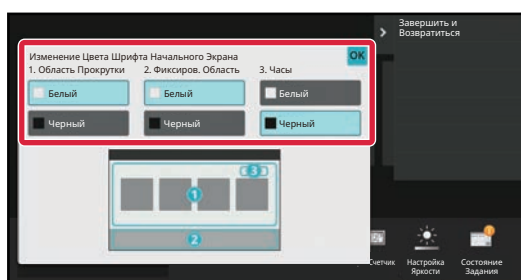 Завершить и
Возвратиться
Изменение Цвета Шрифта Начального Экрана
OK
1. Область Прокрутки 2. Фиксиров. Область 3. Часы
Белый Белый Белый
Черный Черный Черный
3
1
2
Счетчик Настройка Яркости Состояние Задания